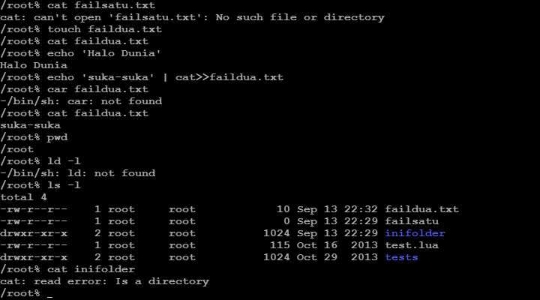 /root% cat failsatu.txt
cat: can't open 'failsatu.txt': No such file or directory
/root% touch faildua.txt
/root% cat faildua.txt
/root% echo 'Halo Dunia'
Halo Dunia
/root% echo 'suka-suka' | cat>>faildua.txt
/root% car faildua.txt
-/bin/sh: car: not found
/root% cat faildua.txt
suka-suka
/root% pwd
/root
/root% ld -l
-/bin/sh: ld: not found
/root% ls -l
total 4
-rw-r--r-- 1 root root 10 Sep 13 22:32 faildua.txt
-rw-r--r-- 1 root root 0 Sep 13 22:29 failsatu
drwxr-xr-x 2 root root 1024 Sep 13 22:29 inifolder
-rw-r--r-- 1 root root 115 Oct 16 2013 test.lua
drwxr-xr-x 2 root root 1024 Oct 29 2013 tests
/root% cat inifolder
cat: read error: Is a directory
/root% _